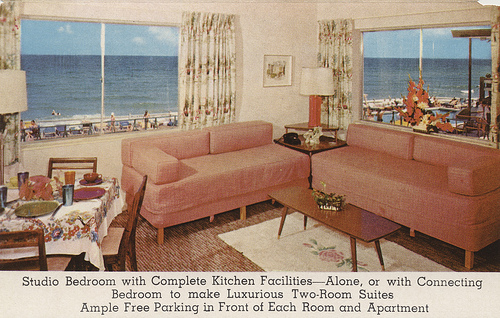 Studio Bedroom with Complete Kitchen Facilities—Alone, or with Connecting
Bedroom to make Luxurious Two-Room Suites
Ample Free Parking in Front of Each Room and Apartment